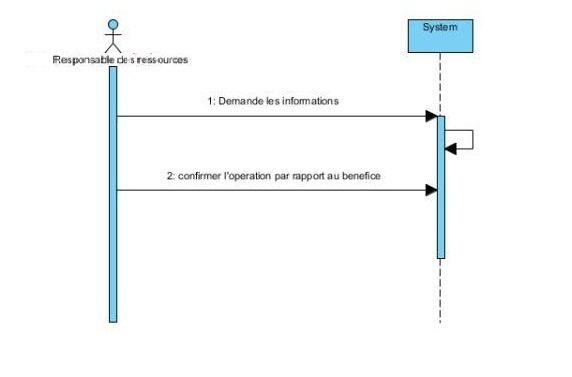 System
Responsable des ressources
1: Demande les informations
2: confirmer l'operation par rapport au benefice